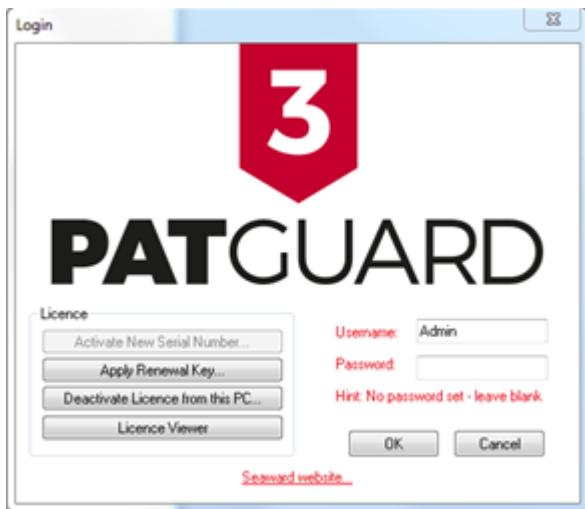 Login
3
PATGUARD
Licence
Activate New Serial Number...
Apply Renewal Key...
Deactivate Licence from this PC...
Licence Viewer
Username: Admin
Password:
Hint: No password set - leave blank
OK Cancel
Seaward website...